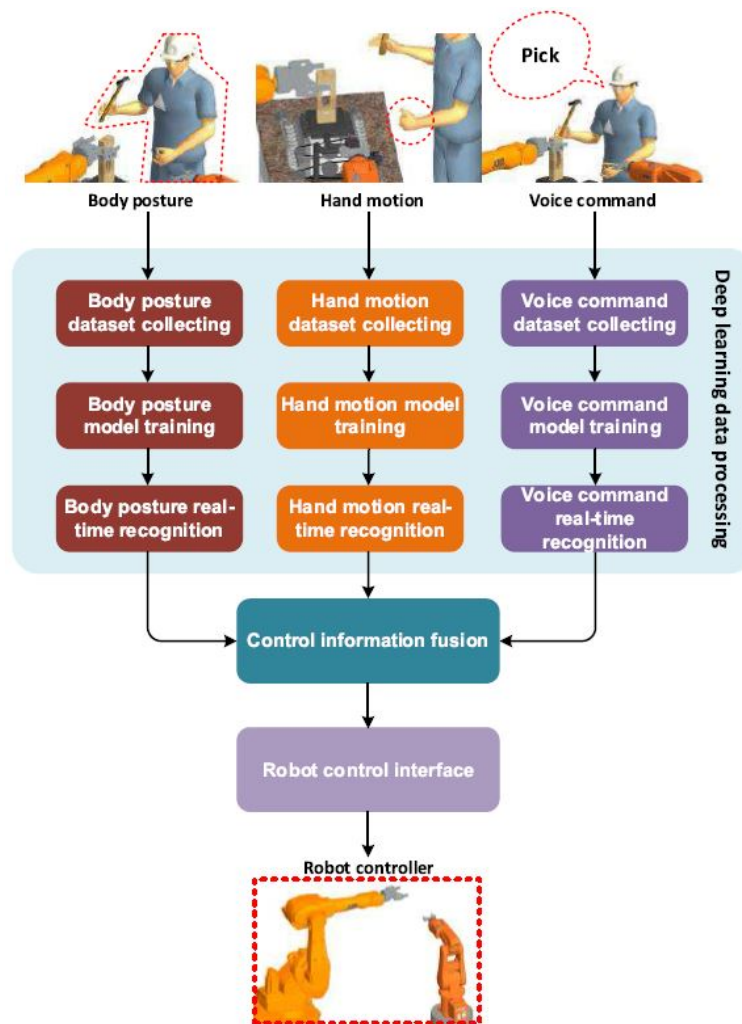 Pick
Body posture
Hand motion
Voice command
Body posture
dataset collecting
Hand motion
dataset collecting
Voice command
dataset collecting
Body posture
model training
Hand motion model
training
Voice command
model training
Body posture real-
time recognition
Hand motion real-
time recognition
Voice command
real-time
recognition
Deep learning data processing
Control information fusion
Robot control interface
Robot controller